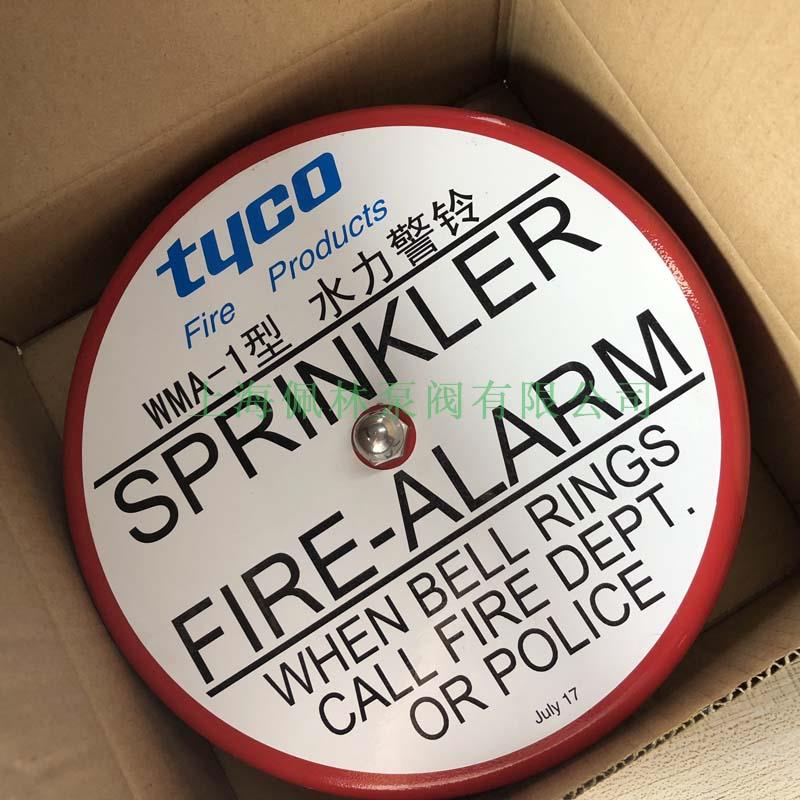 tyco
Fire Products
WMA-1型 水力警铃
SPRINKLER
上海佩林泵阀有限公司
FIRE-ALARM
WHEN BELL RINGS
CALL FIRE DEPT.
OR POLICE
July 17